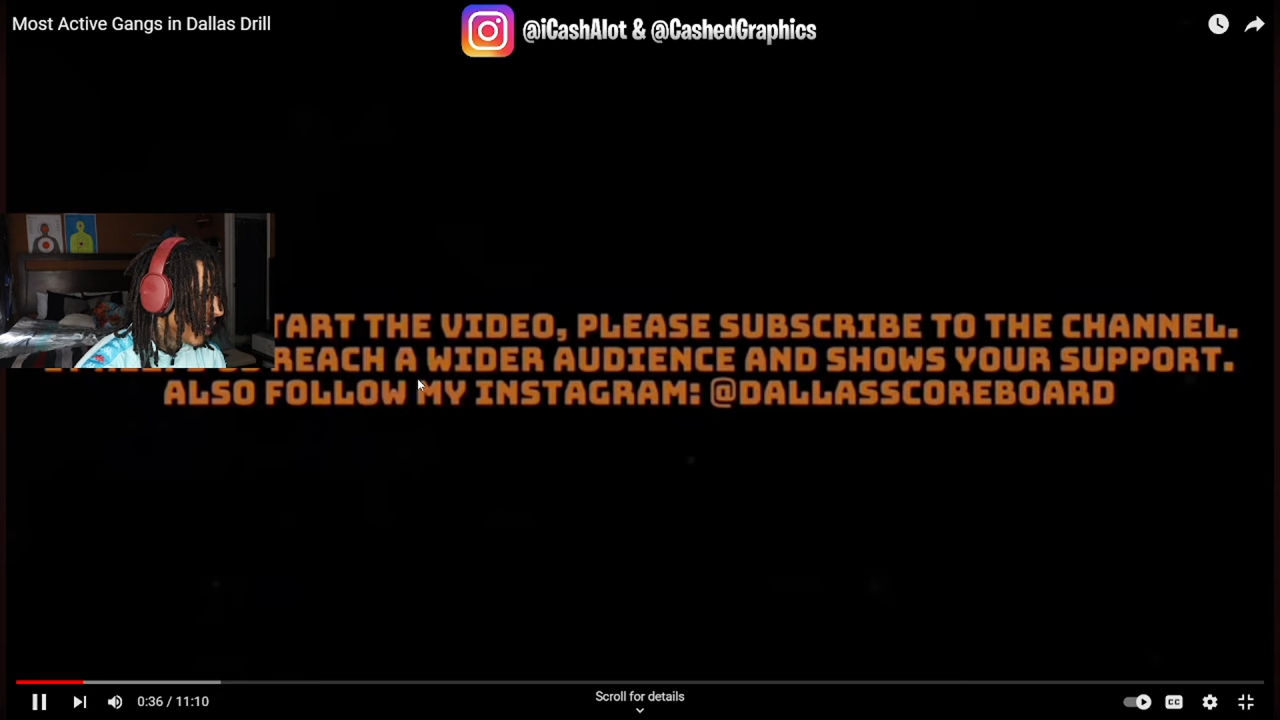 Most Active Gangs in Dallas Drill
@iCashAlot & @CashedGraphics
TART THE VIDEO, PLEASE SUBSCRIBE TO THE CHANNEL.
REACH A WIDER AUDIENCE AND SHOWS YOUR SUPPORT.
ALSO FOLLOW MY INSTAGRAM: @DALLASSCOREBOARD
0:36 / 11:10
Scroll for details
CC